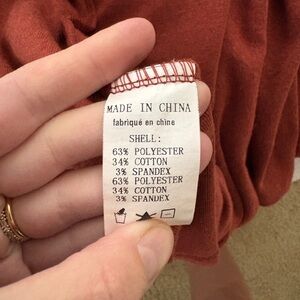 MADE IN CHINA
fabriqué en chine
SHELL:
63% POLYESTER
34% COTTON
3% SPANDEX
63% POLYESTER
34% COTTON
3% SPANDEX